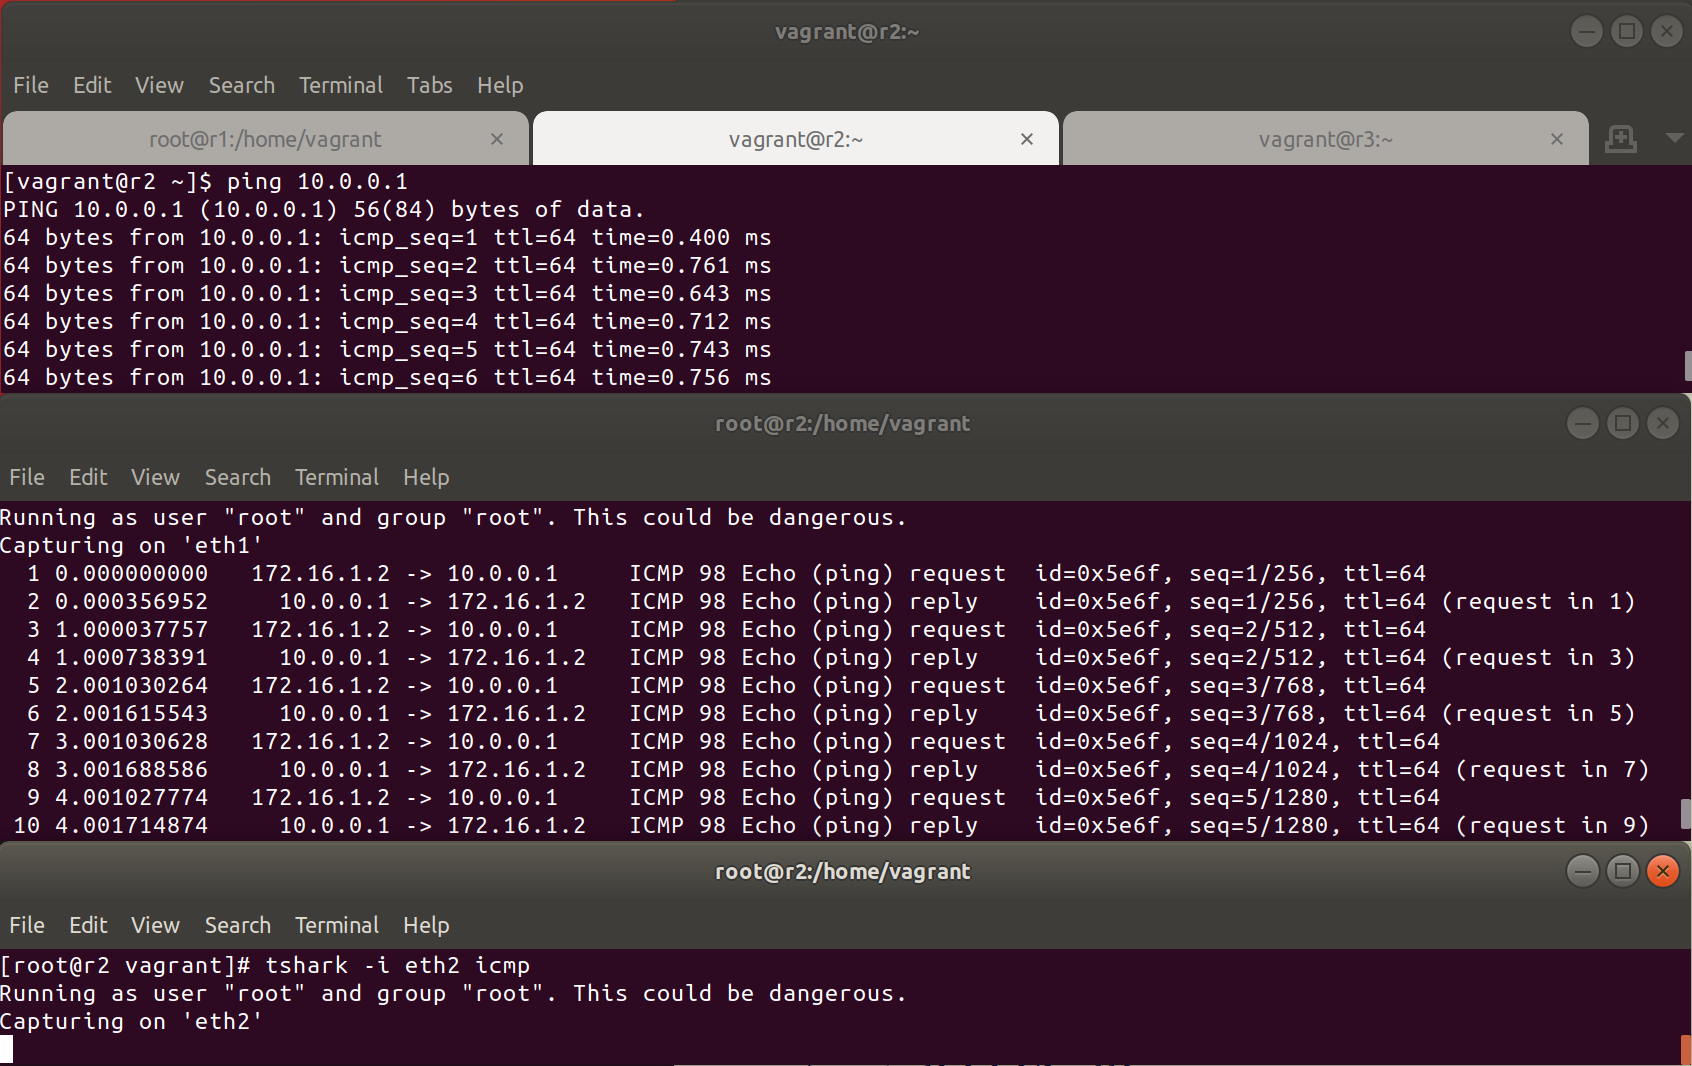 vagrant@r2:~
File Edit View Search Terminal Tabs Help
root@r1:/home/vagrant × vagrant@r2:~ × vagrant@r3:~ ×
[vagrant@r2 ~]$ ping 10.0.0.1
PING 10.0.0.1 (10.0.0.1) 56(84) bytes of data.
64 bytes from 10.0.0.1: icmp_seq=1 ttl=64 time=0.400 ms
64 bytes from 10.0.0.1: icmp_seq=2 ttl=64 time=0.761 ms
64 bytes from 10.0.0.1: icmp_seq=3 ttl=64 time=0.643 ms
64 bytes from 10.0.0.1: icmp_seq=4 ttl=64 time=0.712 ms
64 bytes from 10.0.0.1: icmp_seq=5 ttl=64 time=0.743 ms
64 bytes from 10.0.0.1: icmp_seq=6 ttl=64 time=0.756 ms
root@r2:/home/vagrant
File Edit View Search Terminal Help
Running as user "root" and group "root". This could be dangerous.
Capturing on 'eth1'
1 0.000000000 172.16.1.2 -> 10.0.0.1 ICMP 98 Echo (ping) request id=0x5e6f, seq=1/256, ttl=64
2 0.000356952 10.0.0.1 -> 172.16.1.2 ICMP 98 Echo (ping) reply id=0x5e6f, seq=1/256, ttl=64 (request in 1)
3 1.000037757 172.16.1.2 -> 10.0.0.1 ICMP 98 Echo (ping) request id=0x5e6f, seq=2/512, ttl=64
4 1.000738391 10.0.0.1 -> 172.16.1.2 ICMP 98 Echo (ping) reply id=0x5e6f, seq=2/512, ttl=64 (request in 3)
5 2.001030264 172.16.1.2 -> 10.0.0.1 ICMP 98 Echo (ping) request id=0x5e6f, seq=3/768, ttl=64
6 2.001615543 10.0.0.1 -> 172.16.1.2 ICMP 98 Echo (ping) reply id=0x5e6f, seq=3/768, ttl=64 (request in 5)
7 3.001030628 172.16.1.2 -> 10.0.0.1 ICMP 98 Echo (ping) request id=0x5e6f, seq=4/1024, ttl=64
8 3.001688586 10.0.0.1 -> 172.16.1.2 ICMP 98 Echo (ping) reply id=0x5e6f, seq=4/1024, ttl=64 (request in 7)
9 4.001027774 172.16.1.2 -> 10.0.0.1 ICMP 98 Echo (ping) request id=0x5e6f, seq=5/1280, ttl=64
10 4.001714874 10.0.0.1 -> 172.16.1.2 ICMP 98 Echo (ping) reply id=0x5e6f, seq=5/1280, ttl=64 (request in 9)
root@r2:/home/vagrant
File Edit View Search Terminal Help
[root@r2 vagrant]# tshark -i eth2 icmp
Running as user "root" and group "root". This could be dangerous.
Capturing on 'eth2'